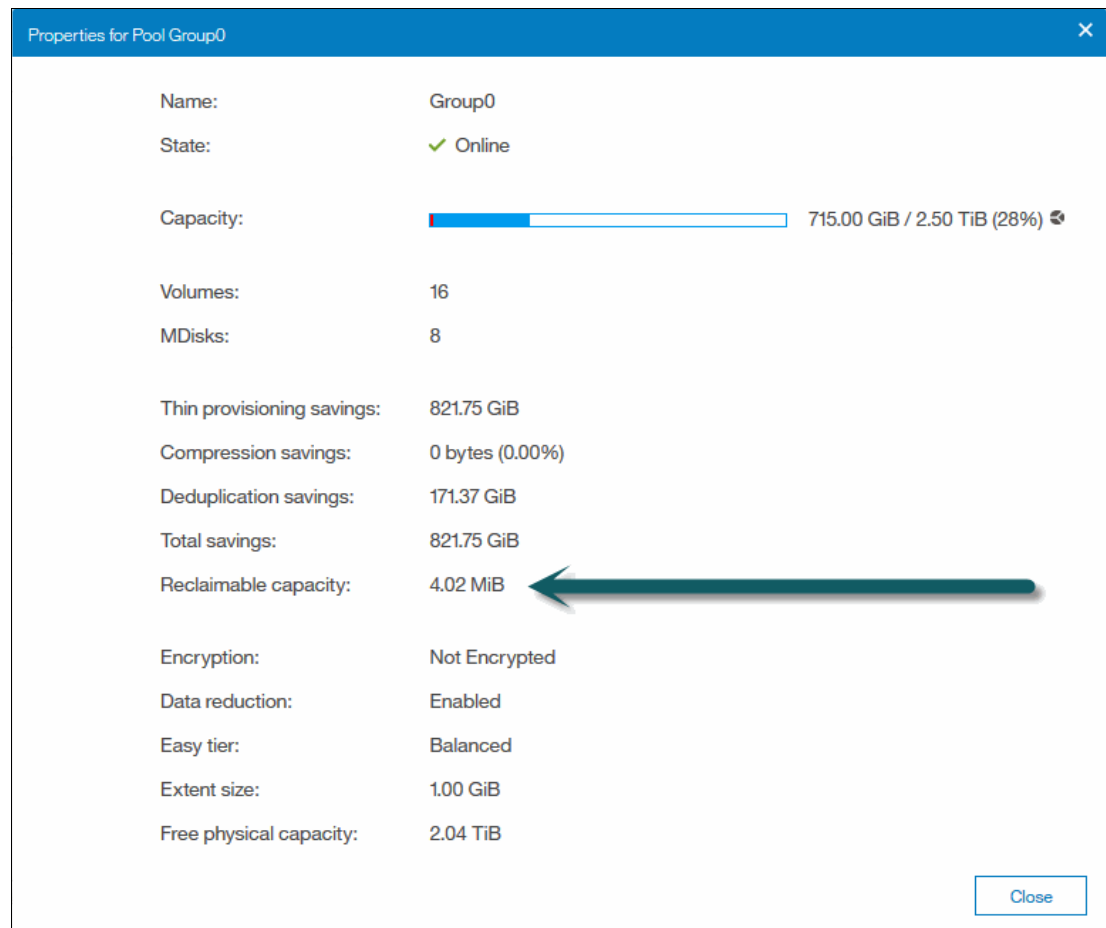 Properties for Pool Group0
Name: Group0
State: Online
Capacity: 715.00 GiB / 2.50 TiB (28%)
Volumes: 16
MDisks: 8
Thin provisioning savings: 821.75 GiB
Compression savings: 0 bytes (0.00%)
Deduplication savings: 171.37 GiB
Total savings: 821.75 GiB
Reclaimable capacity: 4.02 MiB
Encryption: Not Encrypted
Data reduction: Enabled
Easy tier: Balanced
Extent size: 1.00 GiB
Free physical capacity: 2.04 TiB
Close